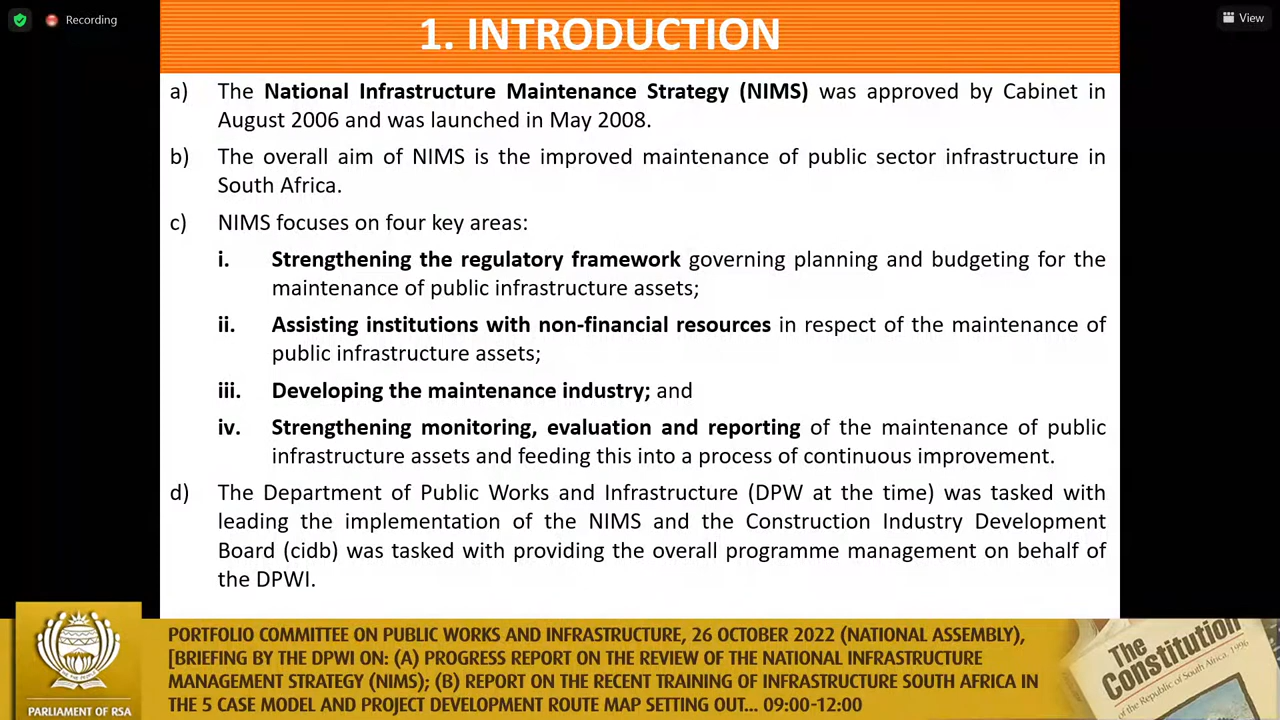 Recording
View
1. INTRODUCTION
a) The National Infrastructure Maintenance Strategy (NIMS) was approved by Cabinet in
August 2006 and was launched in May 2008.
b) The overall aim of NIMS is the improved maintenance of public sector infrastructure in
South Africa.
c) NIMS focuses on four key areas:
i. Strengthening the regulatory framework governing planning and budgeting for the
maintenance of public infrastructure assets;
ii. Assisting institutions with non-financial resources in respect of the maintenance of
public infrastructure assets;
iii. Developing the maintenance industry; and
iv. Strengthening monitoring, evaluation and reporting of the maintenance of public
infrastructure assets and feeding this into a process of continuous improvement.
d) The Department of Public Works and Infrastructure (DPW at the time) was tasked with
leading the implementation of the NIMS and the Construction Industry Development
Board (cidb) was tasked with providing the overall programme management on behalf of
the DPWI.
PORTFOLIO COMMITTEE ON PUBLIC WORKS AND INFRASTRUCTURE, 26 OCTOBER 2022 (NATIONAL ASSEMBLY),
[BRIEFING BY THE DPWI ON: (A) PROGRESS REPORT ON THE REVIEW OF THE NATIONAL INFRASTRUCTURE
MANAGEMENT STRATEGY (NIMS); (B) REPORT ON THE RECENT TRAINING OF INFRASTRUCTURE SOUTH AFRICA IN
THE 5 CASE MODEL AND PROJECT DEVELOPMENT ROUTE MAP SETTING OUT... 09:00-12:00
PARLIAMENT OF RSA
The
Constitution
of the Republic of South Africa, 1996